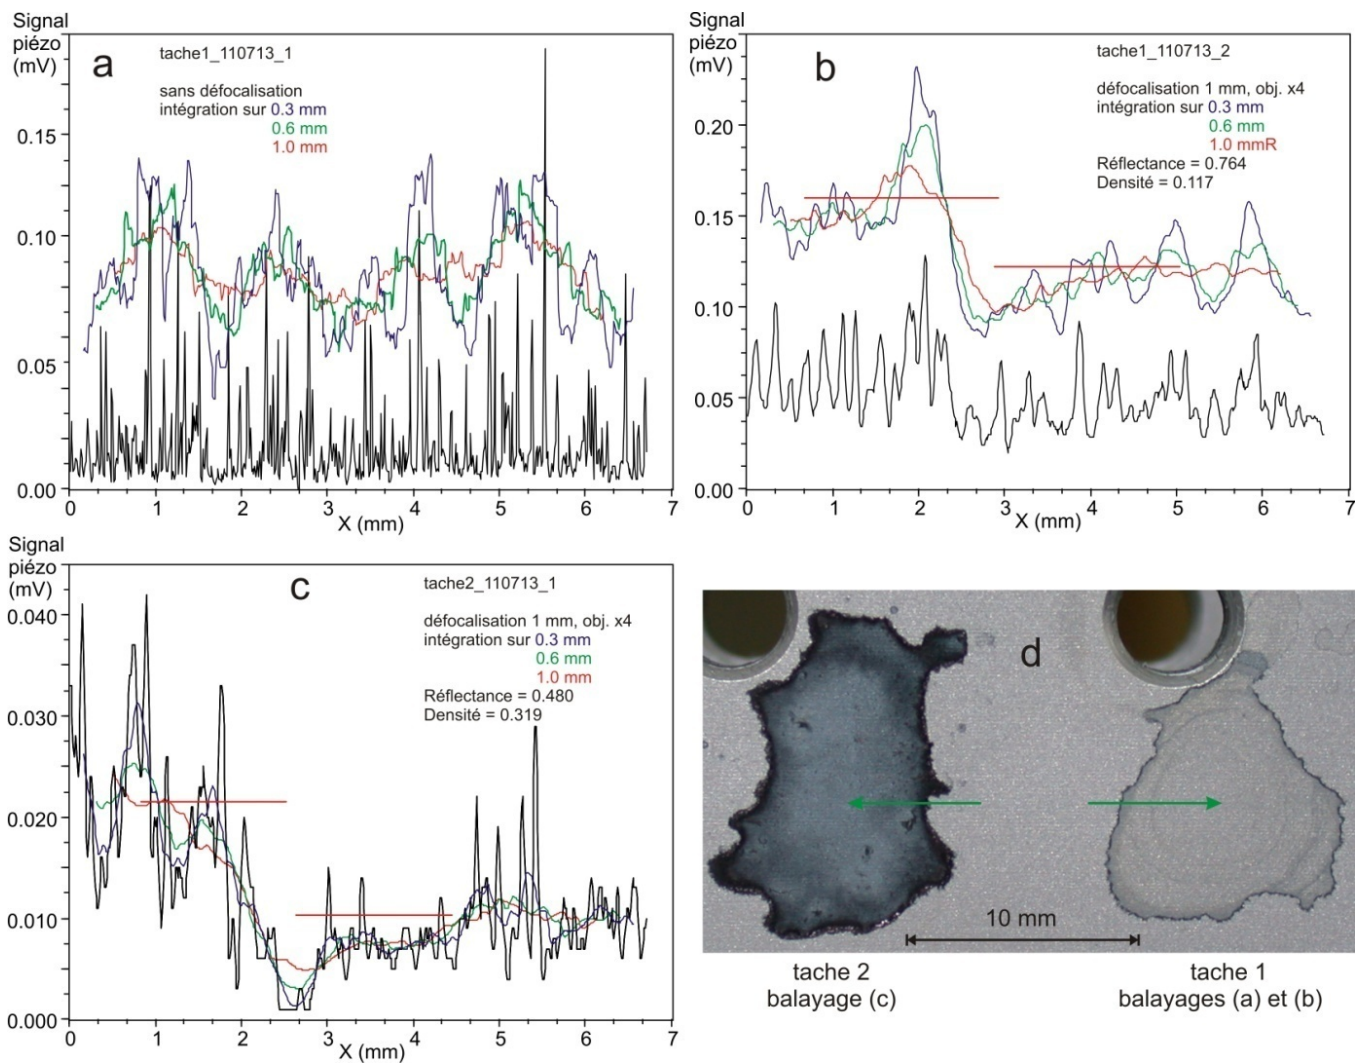 Signal
piézo
(mV)
a
tache1_110713_1
sans défocalisation
intégration sur 0.3 mm
0.6 mm
1.0 mm
0.15
0.10
0.05
0.00
0 1 2 3 4 5 6 7
X (mm)
Signal
piézo
(mV)
b
tache1_110713_2
défocalisation 1 mm, obj. x4
intégration sur 0.3 mm
0.6 mm
1.0 mmR
Réflectance = 0.764
Densité = 0.117
0.20
0.15
0.10
0.05
0.00
0 1 2 3 4 5 6 7
X (mm)
Signal
piézo
(mV)
c
tache2_110713_1
défocalisation 1 mm, obj. x4
intégration sur 0.3 mm
0.6 mm
1.0 mm
Réflectance = 0.480
Densité = 0.319
0.040
0.030
0.020
0.010
0.000
0 1 2 3 4 5 6 7
X (mm)
d
10 mm
tache 2
balayage (c)
tache 1
balayages (a) et (b)